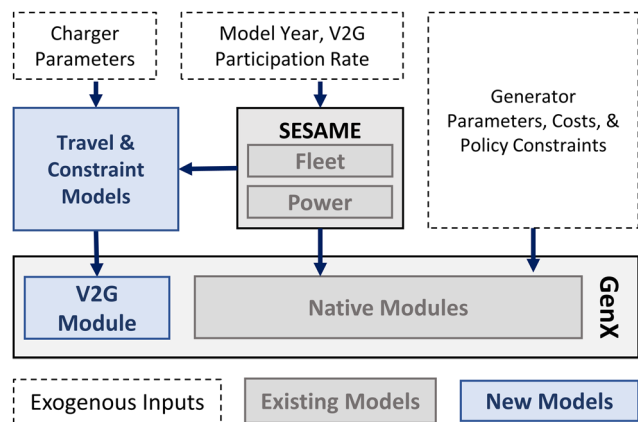 Charger
Parameters
Model Year, V2G
Participation Rate
Generator
Parameters, Costs, &
Policy Constraints
Travel &
Constraint
Models
SESAME
Fleet
Power
V2G
Module
Native Modules
GenX
Exogenous Inputs
Existing Models
New Models